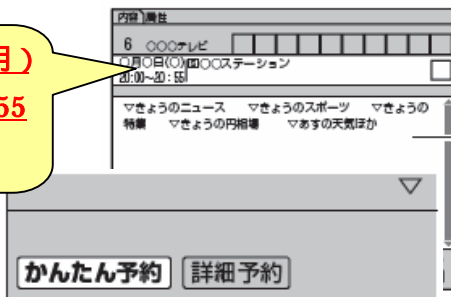 内容 属性
6 ○○○テレビ
○月○日(○)
月)
○○ステーション
20:00~20:55
55
▽きょうのニュース ▽きょうのスポーツ ▽きょうの
特集 ▽きょうの円相場 ▽あすの天気ほか
▽
かんたん予約 詳細予約